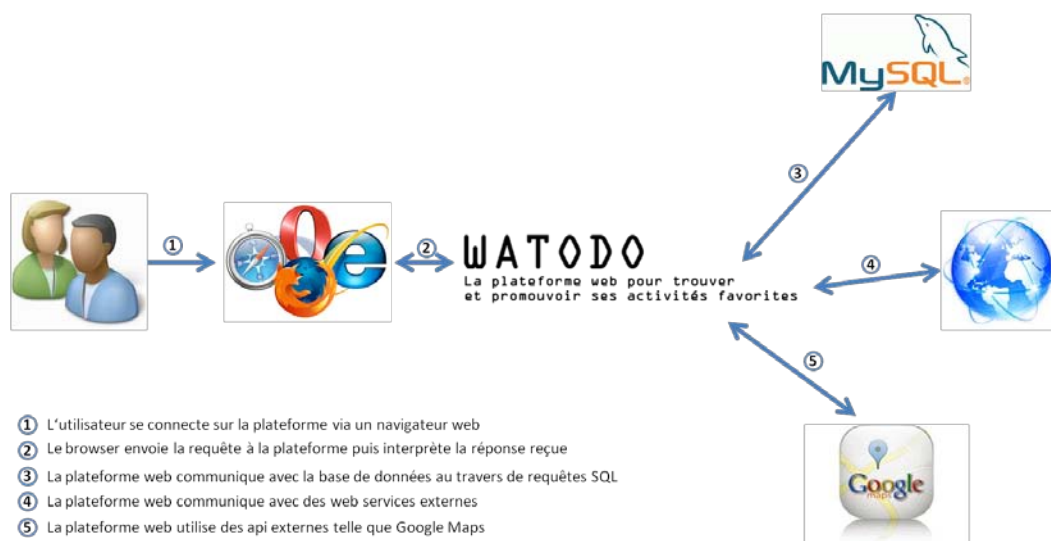 MySQL®
3
1
2
WATODO
La plateforme web pour trouver
et promouvoir ses activités favorites
4
5
Google
maps
1 L'utilisateur se connecte sur la plateforme via un navigateur web
2 Le browser envoie la requête à la plateforme puis interprète la réponse reçue
3 La plateforme web communique avec la base de données au travers de requêtes SQL
4 La plateforme web communique avec des web services externes
5 La plateforme web utilise des api externes telle que Google Maps